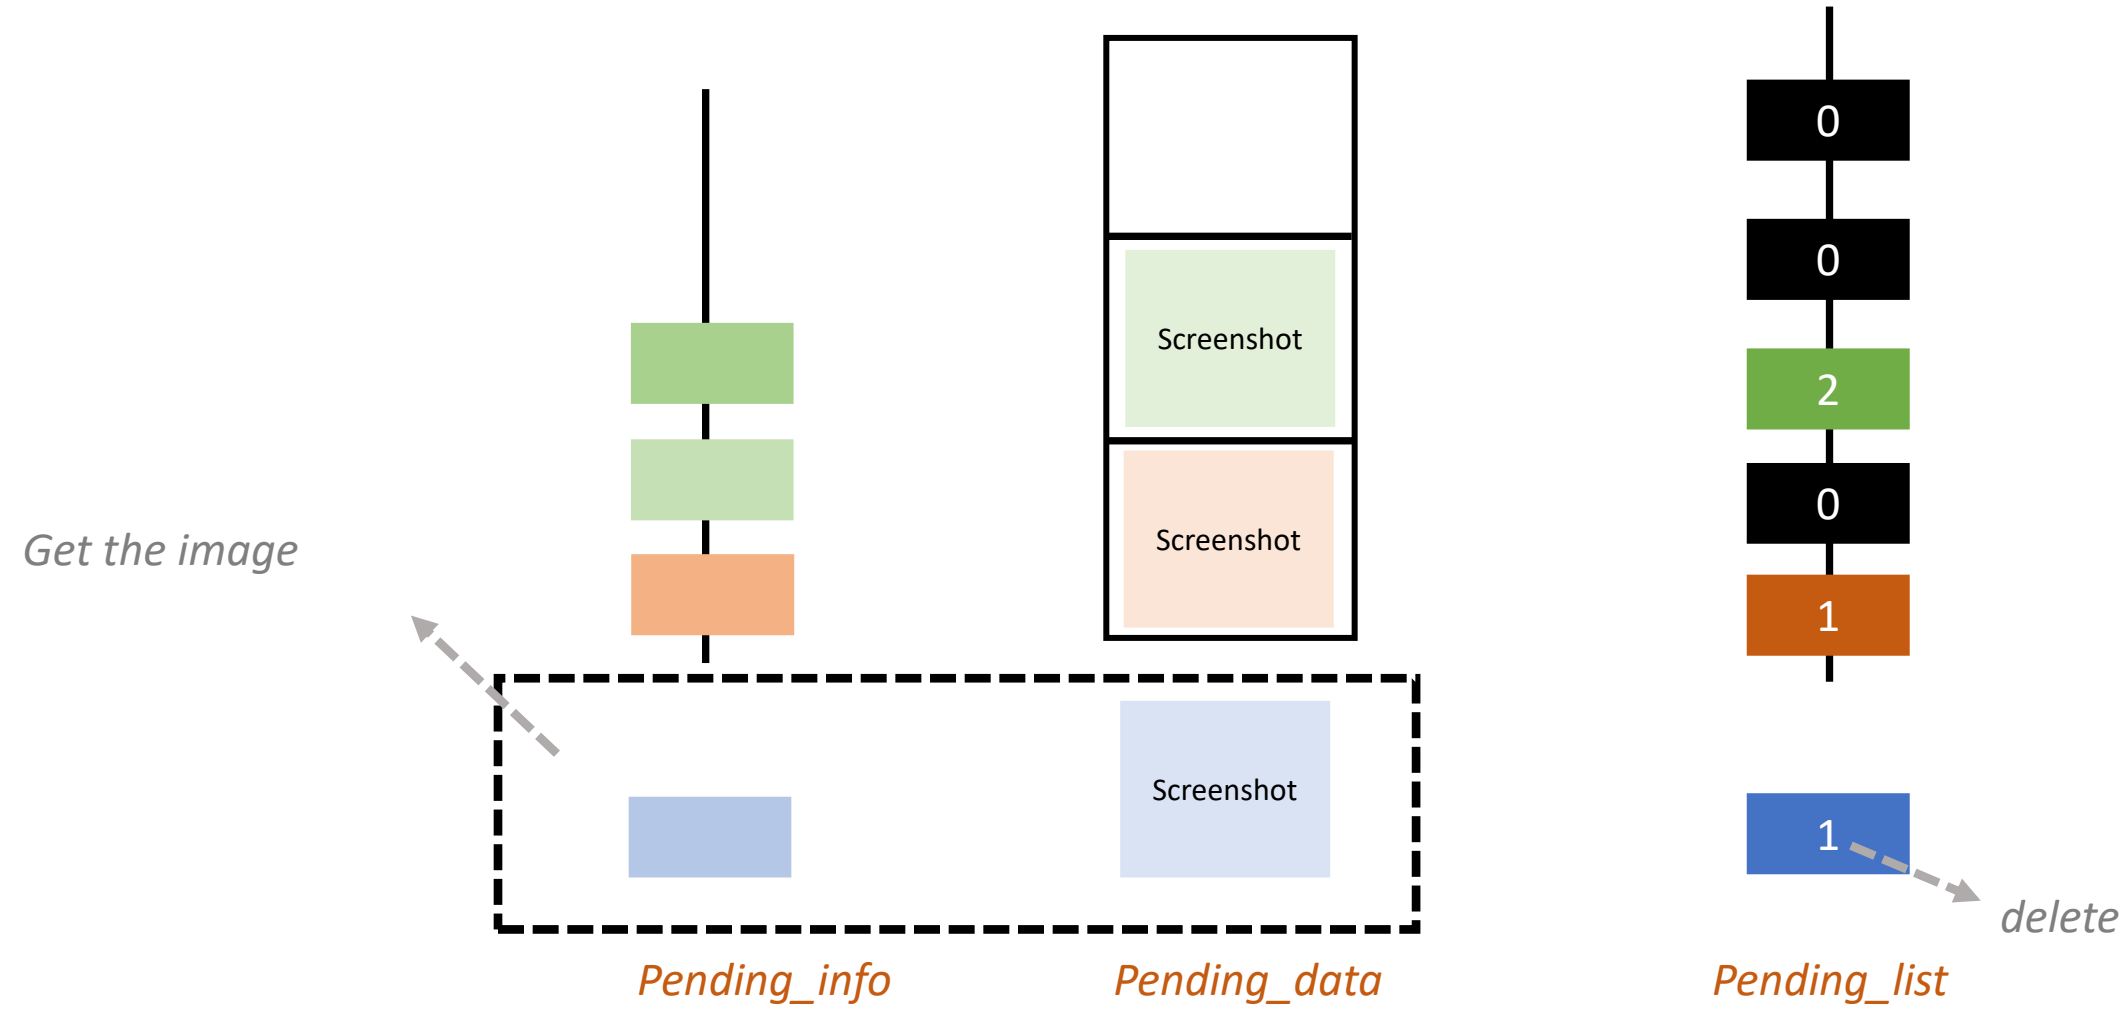 0
0
Screenshot
2
0
Get the image
Screenshot
1
Screenshot
1
delete
Pending_info
Pending_data
Pending_list